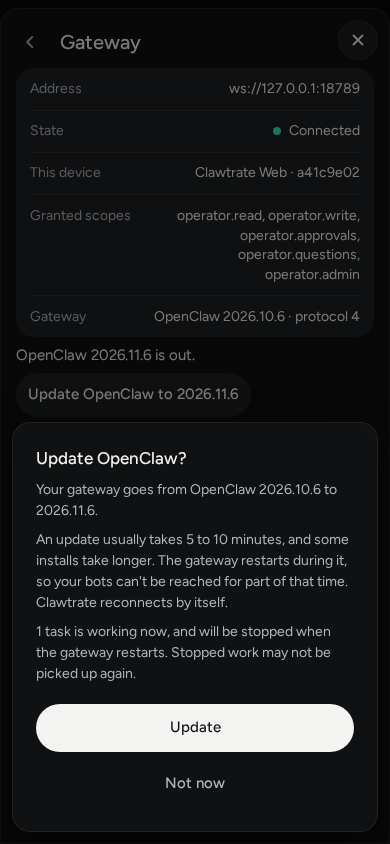 Gateway
Address ws://127.0.0.1:18789
State Connected
This device Clawtrate Web · a41c9e02
Granted scopes operator.read, operator.write,
operator.approvals,
operator.questions,
operator.admin
Gateway OpenClaw 2026.10.6 · protocol 4
OpenClaw 2026.11.6 is out.
Update OpenClaw to 2026.11.6
Update OpenClaw?
Your gateway goes from OpenClaw 2026.10.6 to
2026.11.6.
An update usually takes 5 to 10 minutes, and some
installs take longer. The gateway restarts during it,
so your bots can't be reached for part of that time.
Clawtrate reconnects by itself.
1 task is working now, and will be stopped when
the gateway restarts. Stopped work may not be
picked up again.
Update
Not now